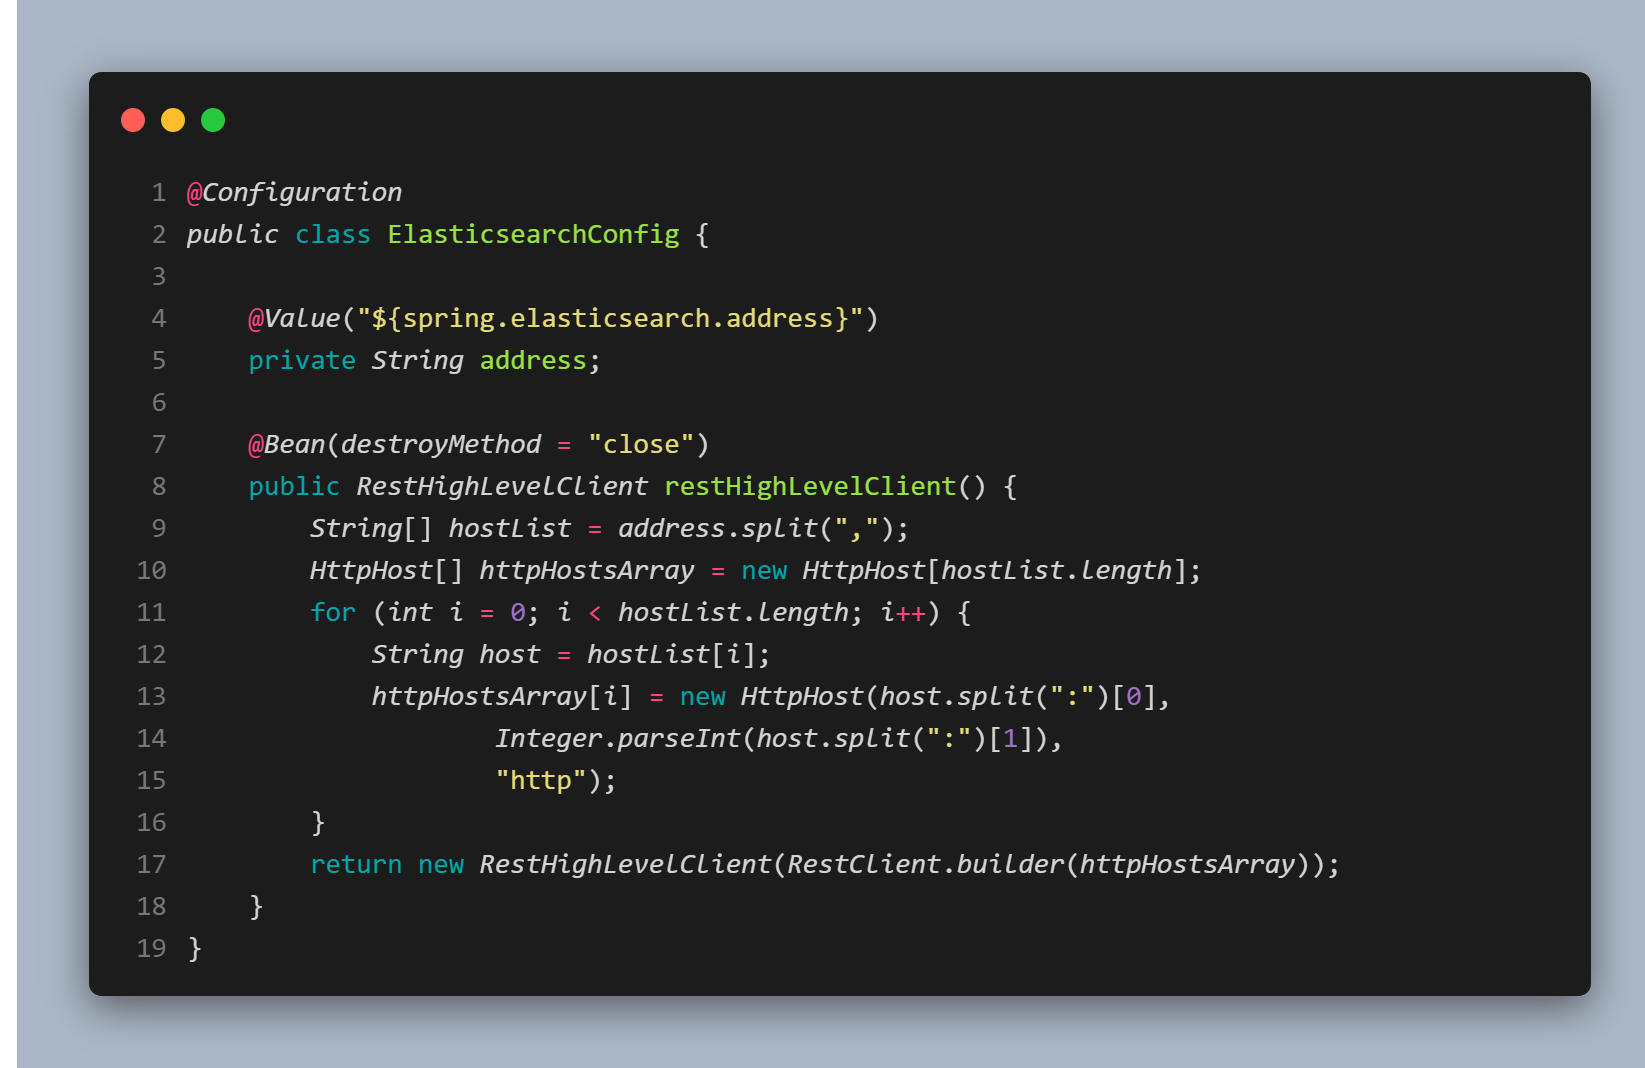 1 @Configuration
2 public class ElasticsearchConfig {
3
4     @Value("${spring.elasticsearch.address}")
5     private String address;
6
7     @Bean(destroyMethod = "close")
8     public RestHighLevelClient restHighLevelClient() {
9         String[] hostList = address.split(",");
10         HttpHost[] httpHostsArray = new HttpHost[hostList.length];
11         for (int i = 0; i < hostList.length; i++) {
12             String host = hostList[i];
13             httpHostsArray[i] = new HttpHost(host.split(":")[0],
14                     Integer.parseInt(host.split(":")[1]),
15                     "http");
16         }
17         return new RestHighLevelClient(RestClient.builder(httpHostsArray));
18     }
19 }